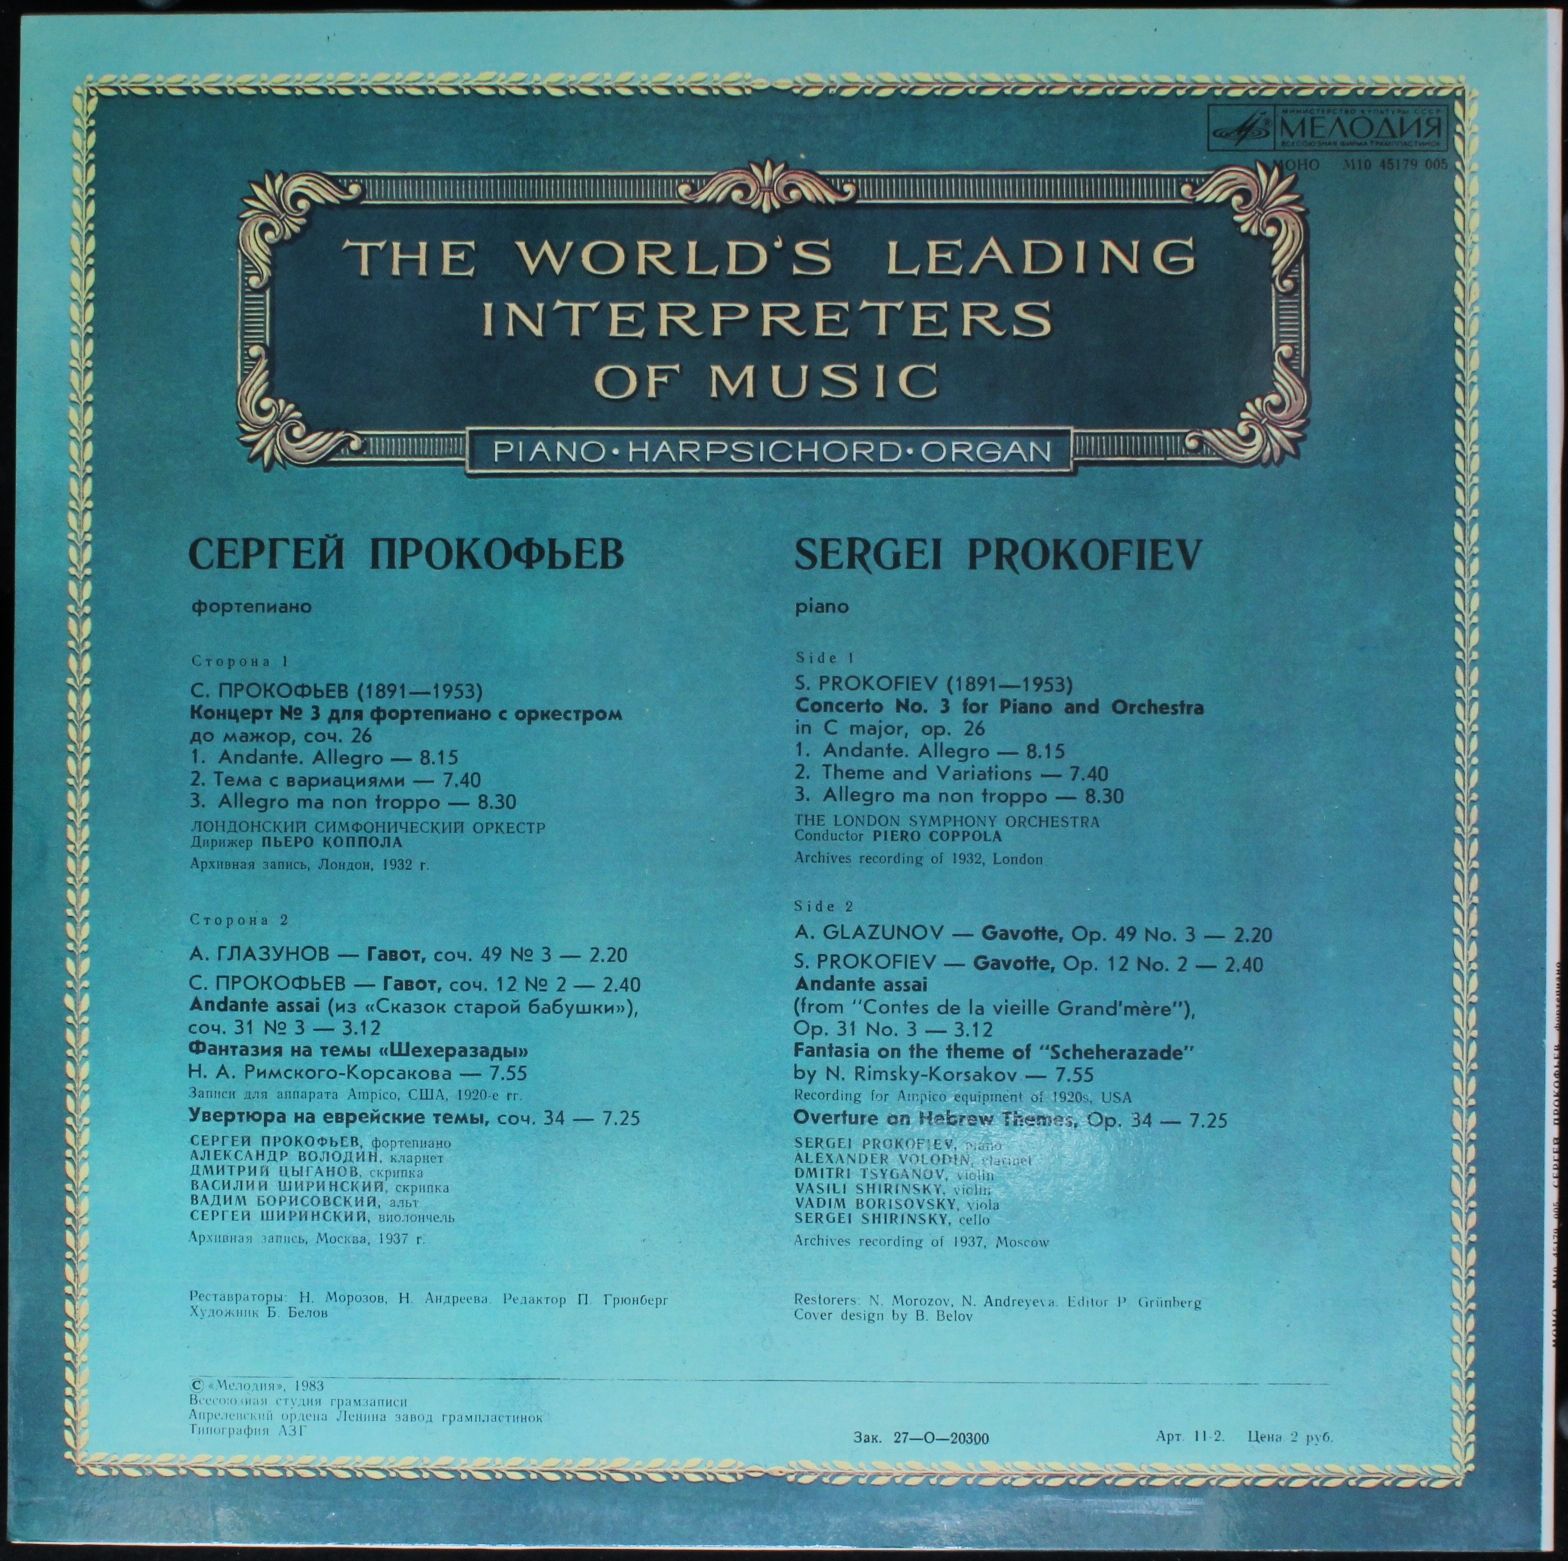 МИНИСТЕРСТВО КУЛЬТУРЫ СССР
МЕЛОДИЯ
ВСЕСОЮЗНАЯ ФИРМА ГРАМПЛАСТИНОК
МОНО М10 45179 005
THE WORLD'S LEADING
INTERPRETERS
OF MUSIC
PIANO·HARPSICHORD·ORGAN
СЕРГЕЙ ПРОКОФЬЕВ
фортепиано
Сторона 1
С. ПРОКОФЬЕВ (1891—1953)
Концерт № 3 для фортепиано с оркестром
до мажор, соч. 26
1. Andante. Allegro — 8.15
2. Тема с вариациями — 7.40
3. Allegro ma non troppo — 8.30
ЛОНДОНСКИЙ СИМФОНИЧЕСКИЙ ОРКЕСТР
Дирижер ПЬЕРО КОППОЛА
Архивная запись, Лондон, 1932 г.
Сторона 2
А. ГЛАЗУНОВ — Гавот, соч. 49 № 3 — 2.20
С. ПРОКОФЬЕВ — Гавот, соч. 12 № 2 — 2.40
Andante assai (из «Сказок старой бабушки»),
соч. 31 № 3 — 3.12
Фантазия на темы «Шехеразады»
Н. А. Римского-Корсакова — 7.55
Записи для аппарата Ampico, США, 1920-е гг.
Увертюра на еврейские темы, соч. 34 — 7.25
СЕРГЕЙ ПРОКОФЬЕВ, фортепиано
АЛЕКСАНДР ВОЛОДИН, кларнет
ДМИТРИЙ ЦЫГАНОВ, скрипка
ВАСИЛИЙ ШИРИНСКИЙ, скрипка
ВАДИМ БОРИСОВСКИЙ, альт
СЕРГЕЙ ШИРИНСКИЙ, виолончель
Архивная запись, Москва, 1937 г.
Реставраторы: Н. Морозов, Н. Андреева. Редактор П. Грюнберг
Художник Б. Белов
SERGEI PROKOFIEV
piano
Side 1
S. PROKOFIEV (1891—1953)
Concerto No. 3 for Piano and Orchestra
in C major, op. 26
1. Andante. Allegro — 8.15
2. Theme and Variations — 7.40
3. Allegro ma non troppo — 8.30
THE LONDON SYMPHONY ORCHESTRA
Conductor PIERO COPPOLA
Archives recording of 1932, London
Side 2
A. GLAZUNOV — Gavotte, Op. 49 No. 3 — 2.20
S. PROKOFIEV — Gavotte, Op. 12 No. 2 — 2.40
Andante assai
(from "Contes de la vieille Grand'mère"),
Op. 31 No. 3 — 3.12
Fantasia on the theme of "Scheherazade"
by N. Rimsky-Korsakov — 7.55
Recording for Ampico equipment of 1920s, USA
Overture on Hebrew Themes, Op. 34 — 7.25
SERGEI PROKOFIEV, piano
ALEXANDER VOLODIN, clarinet
DMITRI TSYGANOV, violin
VASILI SHIRINSKY, violin
VADIM BORISOVSKY, viola
SERGEI SHIRINSKY, cello
Archives recording of 1937, Moscow
Restorers: N. Morozov, N. Andreyeva. Editor P. Grünberg
Cover design by B. Belov
© «Мелодия», 1983
Всесоюзная студия грамзаписи
Апрелевский ордена Ленина завод грампластинок
Типография АЗГ
Зак. 27—О—20300
Арт. 11-2. Цена 2 руб.
МОНО М10 45179 005 СЕРГЕЙ ПРОКОФЬЕВ фортепиано